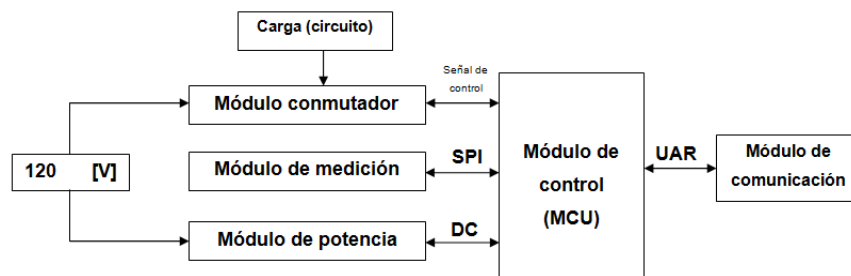 Carga (circuito)
Señal de
control
Módulo conmutador
120 [V]
Módulo de medición
SPI
Módulo de
control
(MCU)
UAR
Módulo de
comunicación
Módulo de potencia
DC